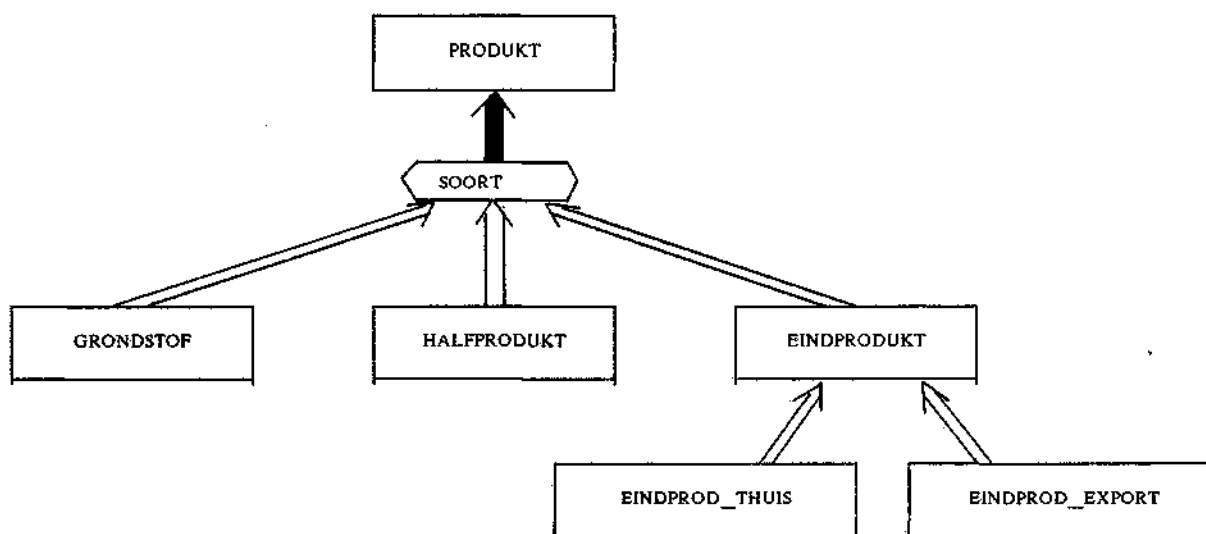 PRODUKT
SOORT
GRONDSTOF
HALFPRODUKT
EINDPRODUKT
EINDPROD_THUIS
EINDPROD_EXPORT